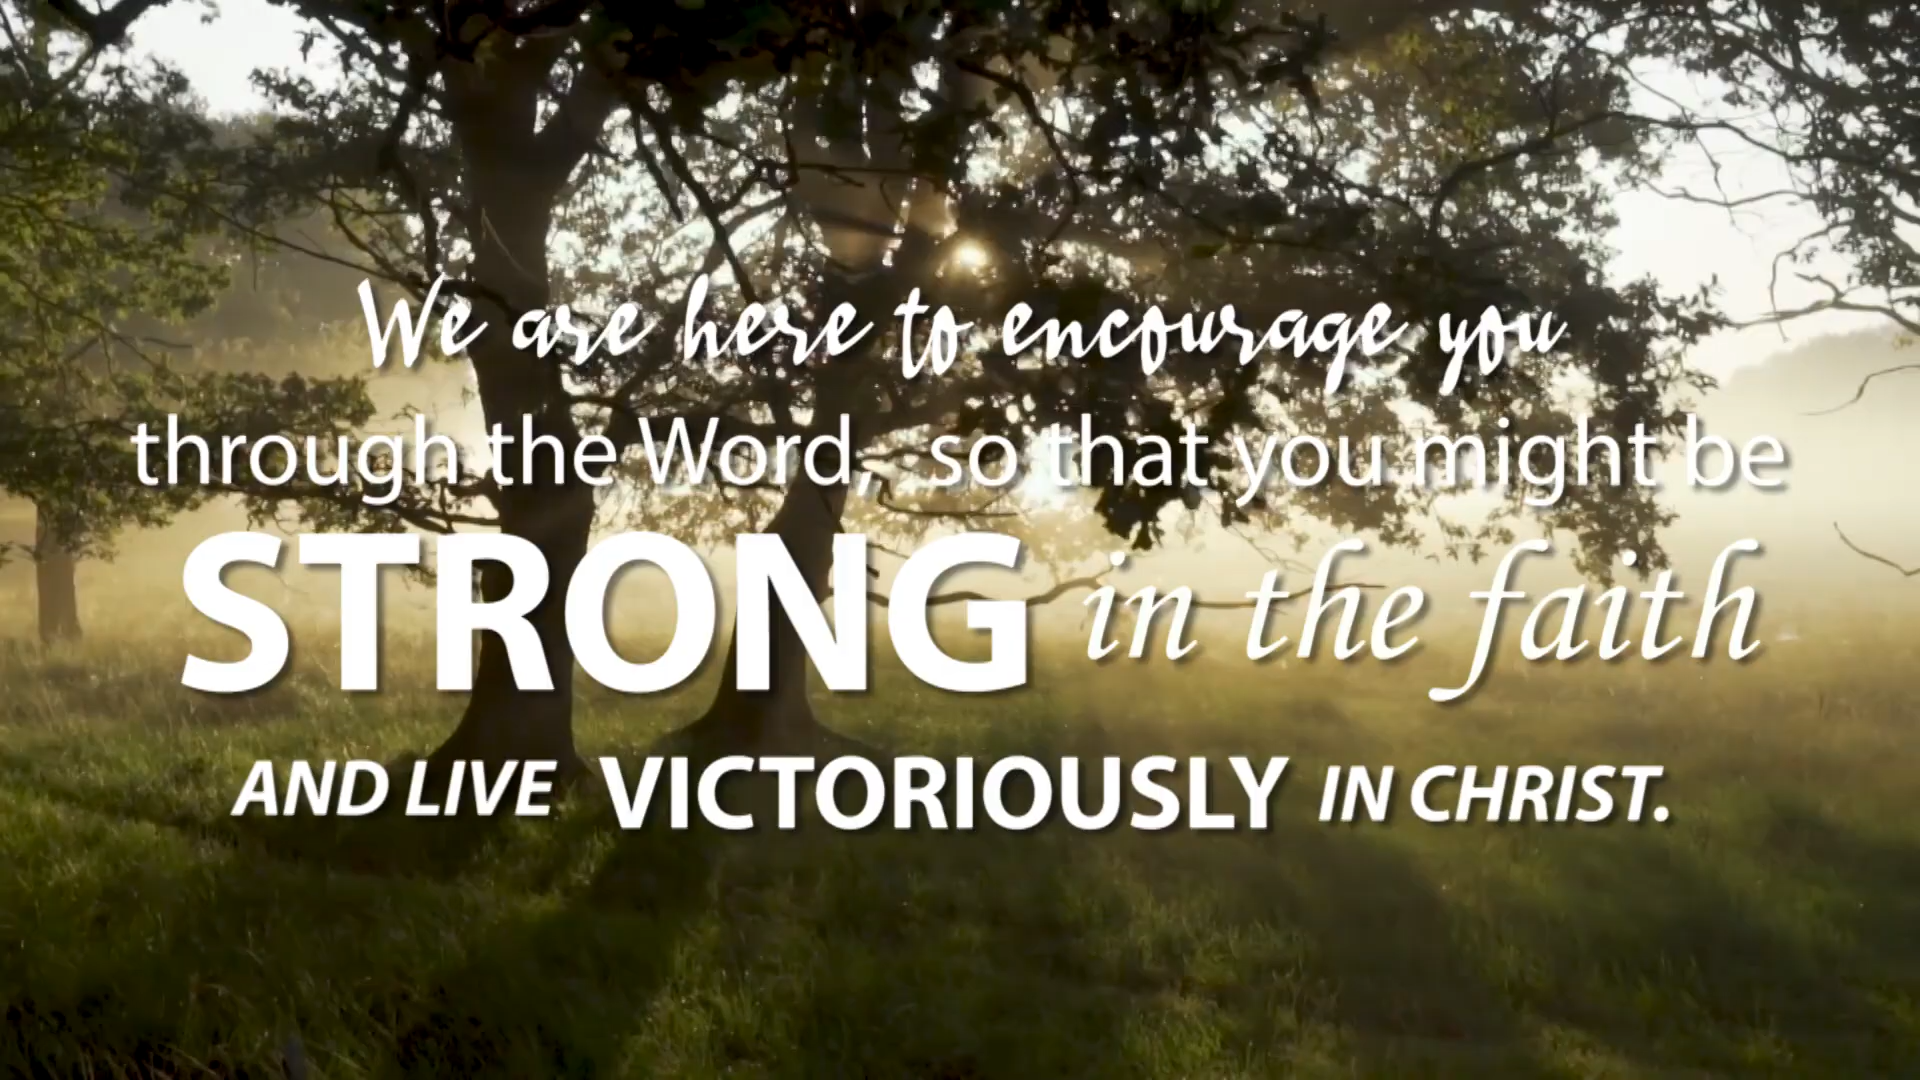 We are here to encourage you
through the Word, so that you might be
STRONG in the faith
AND LIVE VICTORIOUSLY IN CHRIST.